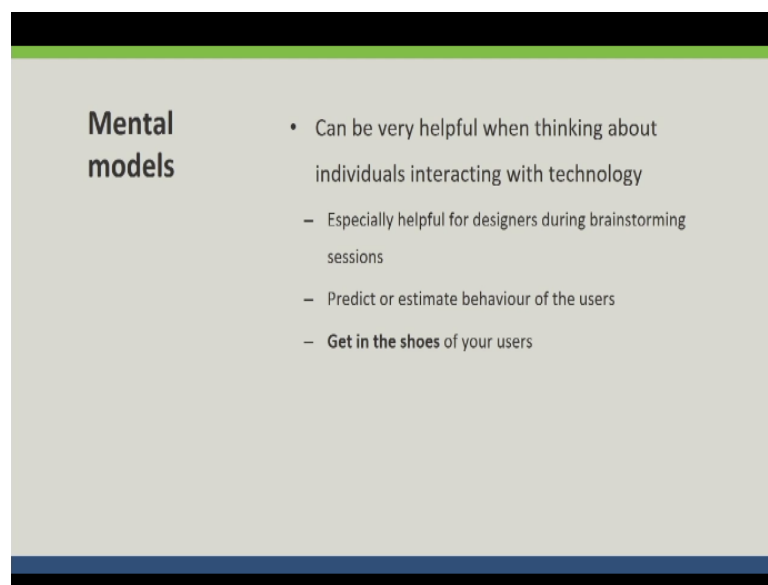 Mental
models
• Can be very helpful when thinking about
individuals interacting with technology
– Especially helpful for designers during brainstorming
sessions
– Predict or estimate behaviour of the users
– Get in the shoes of your users